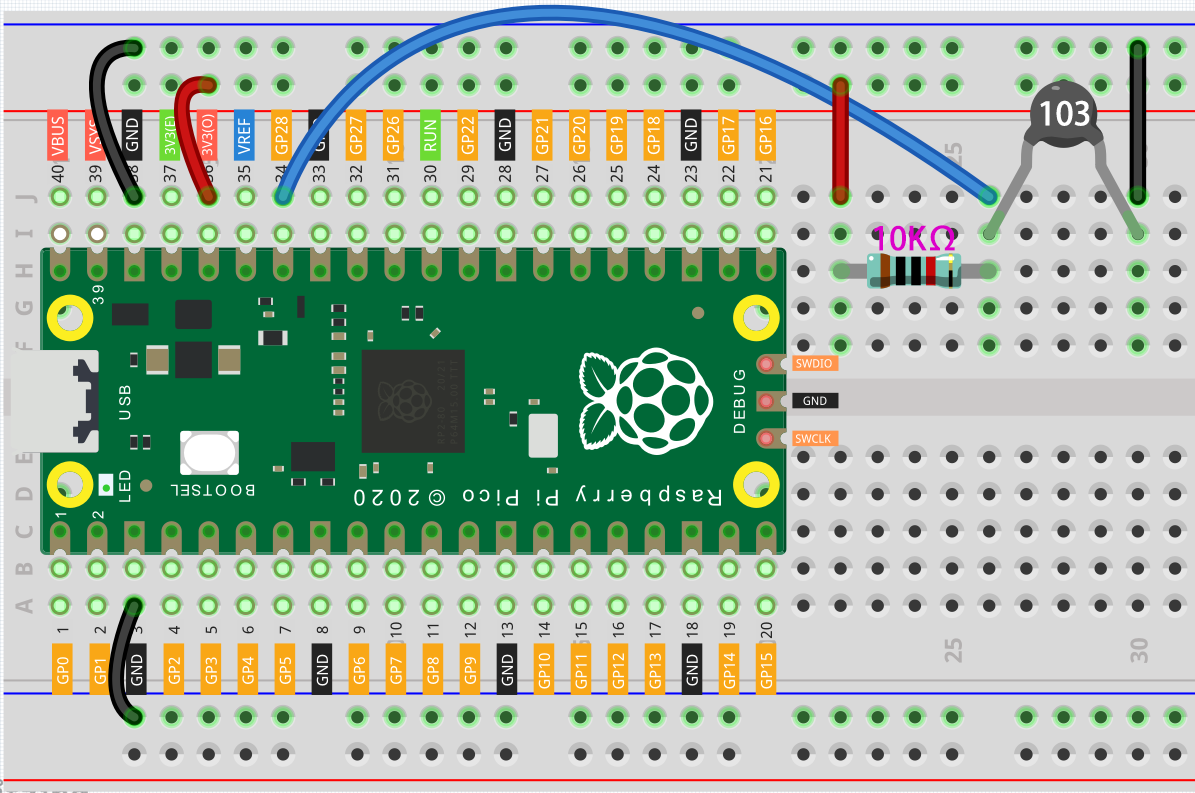 VBUS VSYS GND 3V3(E) 3V3(O) VREF GP28 GP27 GP26 RUN GP22 GND GP21 GP20 GP19 GP18 GND GP17 GP16
40 39 38 37 36 35 34 33 32 31 30 29 28 27 26 25 24 23 22 21
103
25
J
I
10KΩ
H
39
G
F
SWDIO
USB
DEBUG
GND
SWCLK
E
LED
BOOTSEL
D
Raspberry Pi Pico © 2020
1 2
C
B
A
1 2 3 4 5 6 7 8 9 10 11 12 13 14 15 16 17 18 19 20
25 30
GP0 GP1 GND GP2 GP3 GP4 GP5 GND GP6 GP7 GP8 GP9 GND GP10 GP11 GP12 GP13 GND GP14 GP15